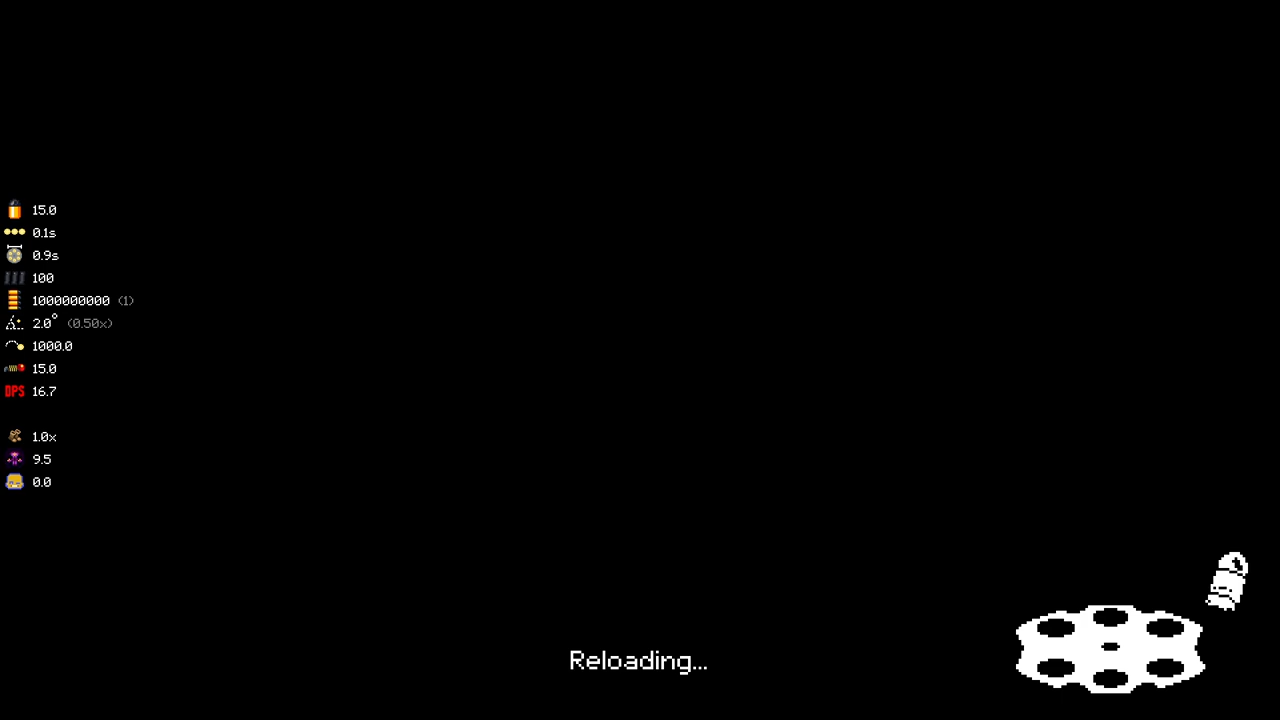 15.0
0.1s
0.9s
100
1000000000 (1)
2.0° (0.50x)
1000.0
15.0
DPS 16.7
1.0x
9.5
0.0
Reloading...